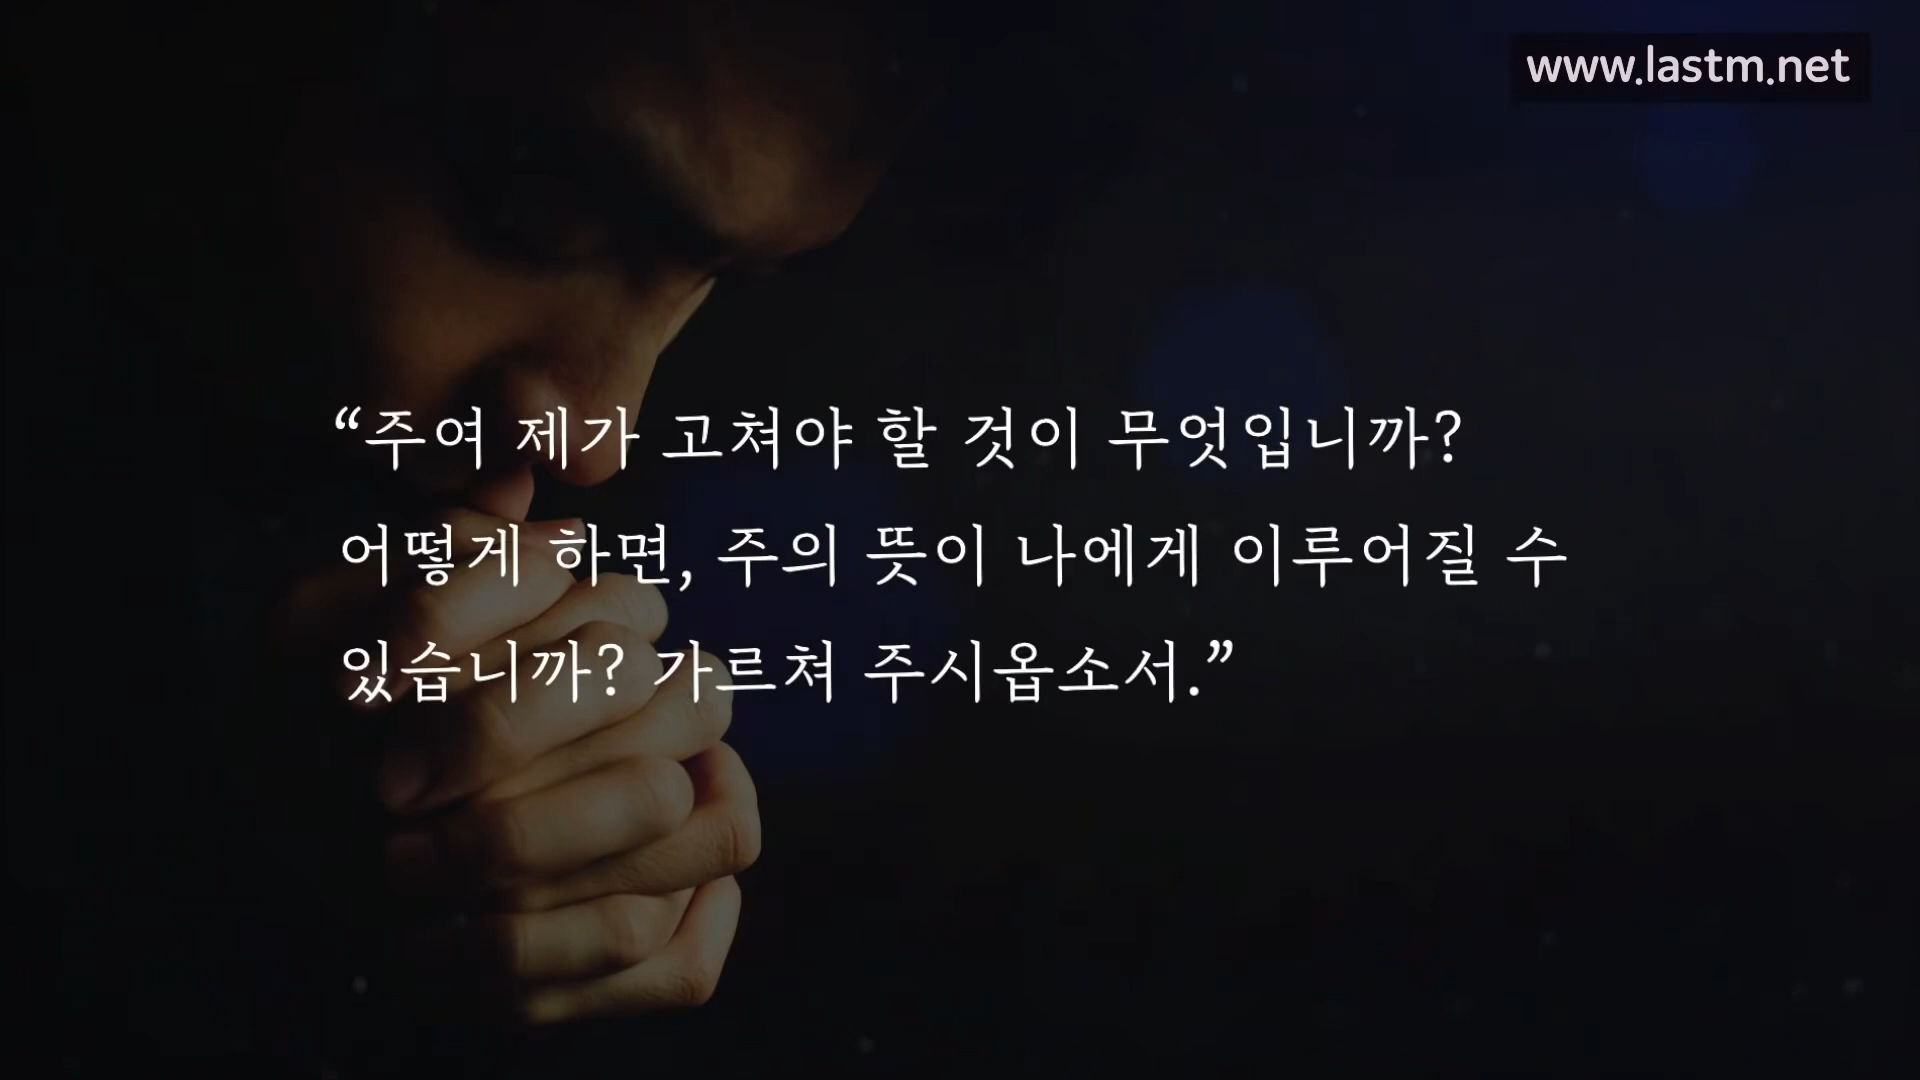 www.lastm.net
“주여 제가 고쳐야 할 것이 무엇입니까?
어떻게 하면, 주의 뜻이 나에게 이루어질 수
있습니까? 가르쳐 주시옵소서.”